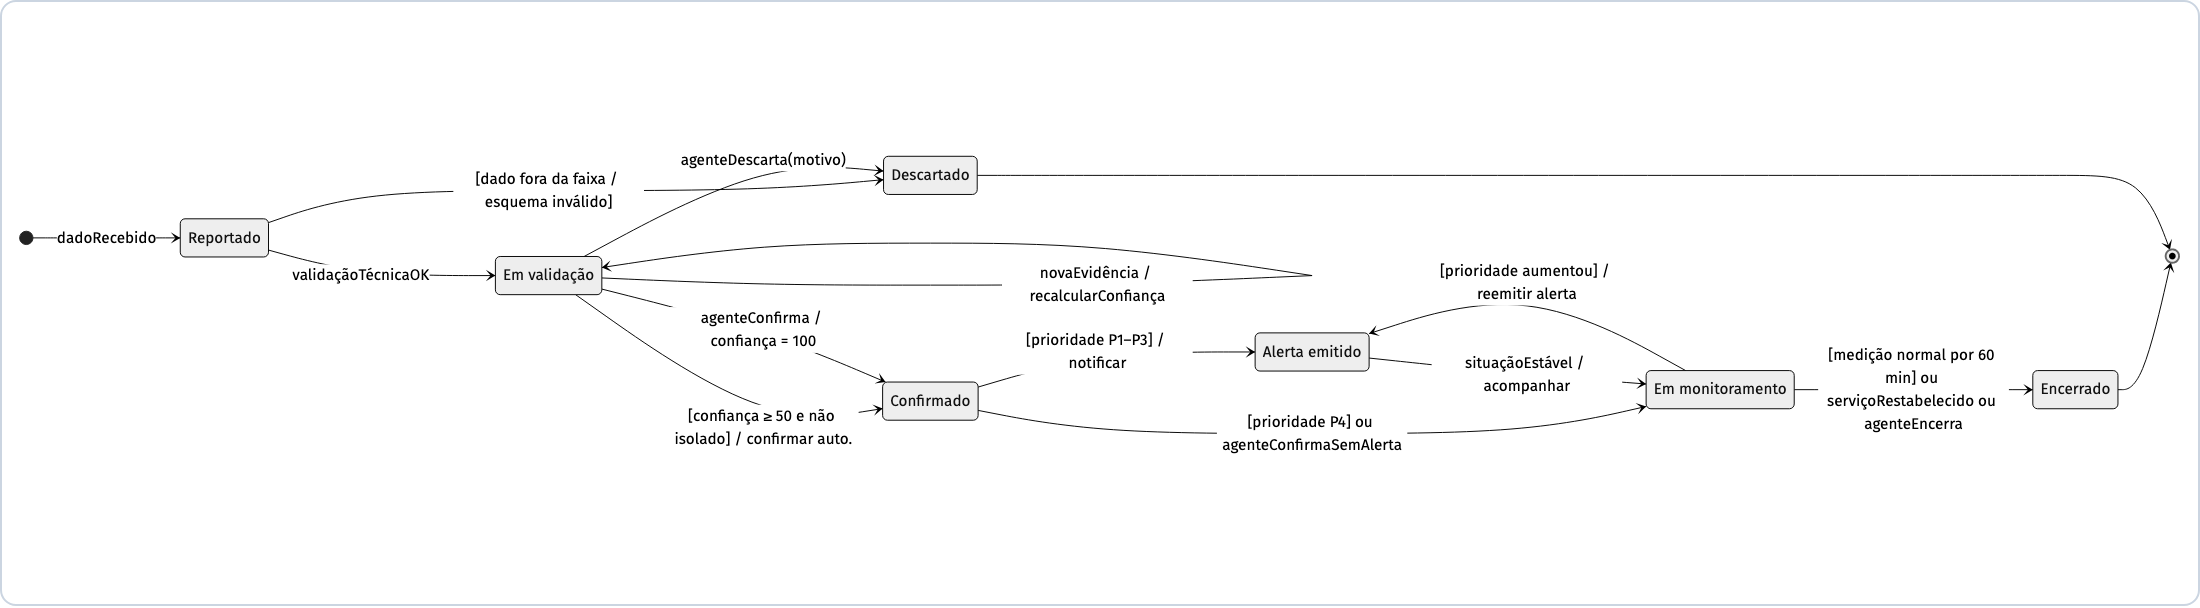 dadoRecebido
Reportado
[dado fora da faixa /
esquema inválido]
validaçãoTécnicaOK
Em validação
agenteDescarta(motivo)
Descartado
novaEvidência /
recalcularConfiança
agenteConfirma /
confiança = 100
[confiança ≥ 50 e não
isolado] / confirmar auto.
Confirmado
[prioridade P1–P3] /
notificar
[prioridade P4] ou
agenteConfirmaSemAlerta
Alerta emitido
[prioridade aumentou] /
reemitir alerta
situaçãoEstável /
acompanhar
Em monitoramento
[medição normal por 60
min] ou
serviçoRestabelecido ou
agenteEncerra
Encerrado